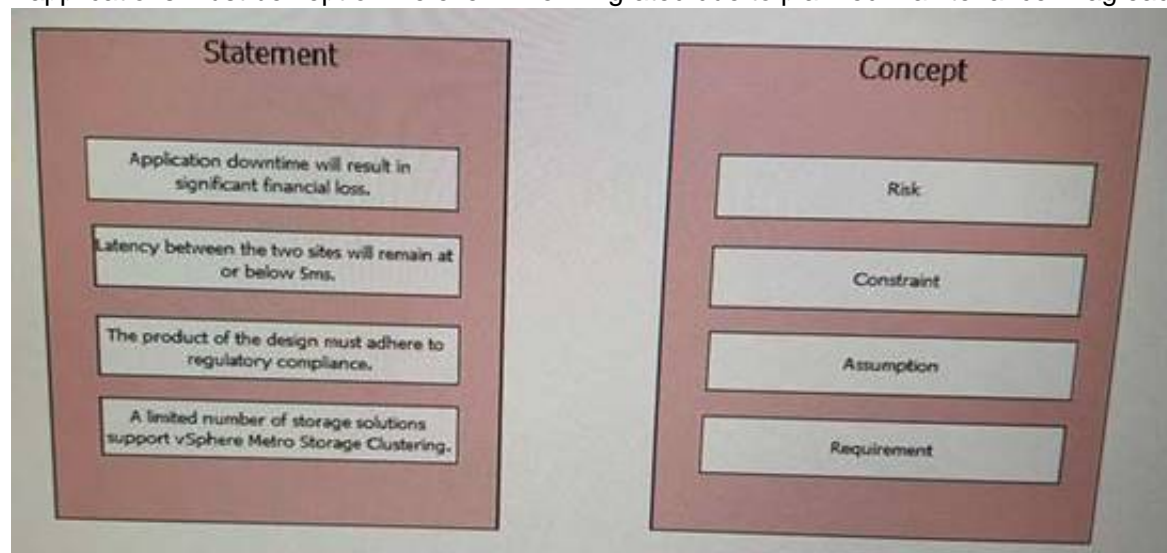 Statement
Application downtime will result in
significant financial loss.
Latency between the two sites will remain at
or below 5ms.
The product of the design must adhere to
regulatory compliance.
A limited number of storage solutions
support vSphere Metro Storage Clustering.
Concept
Risk
Constraint
Assumption
Requirement